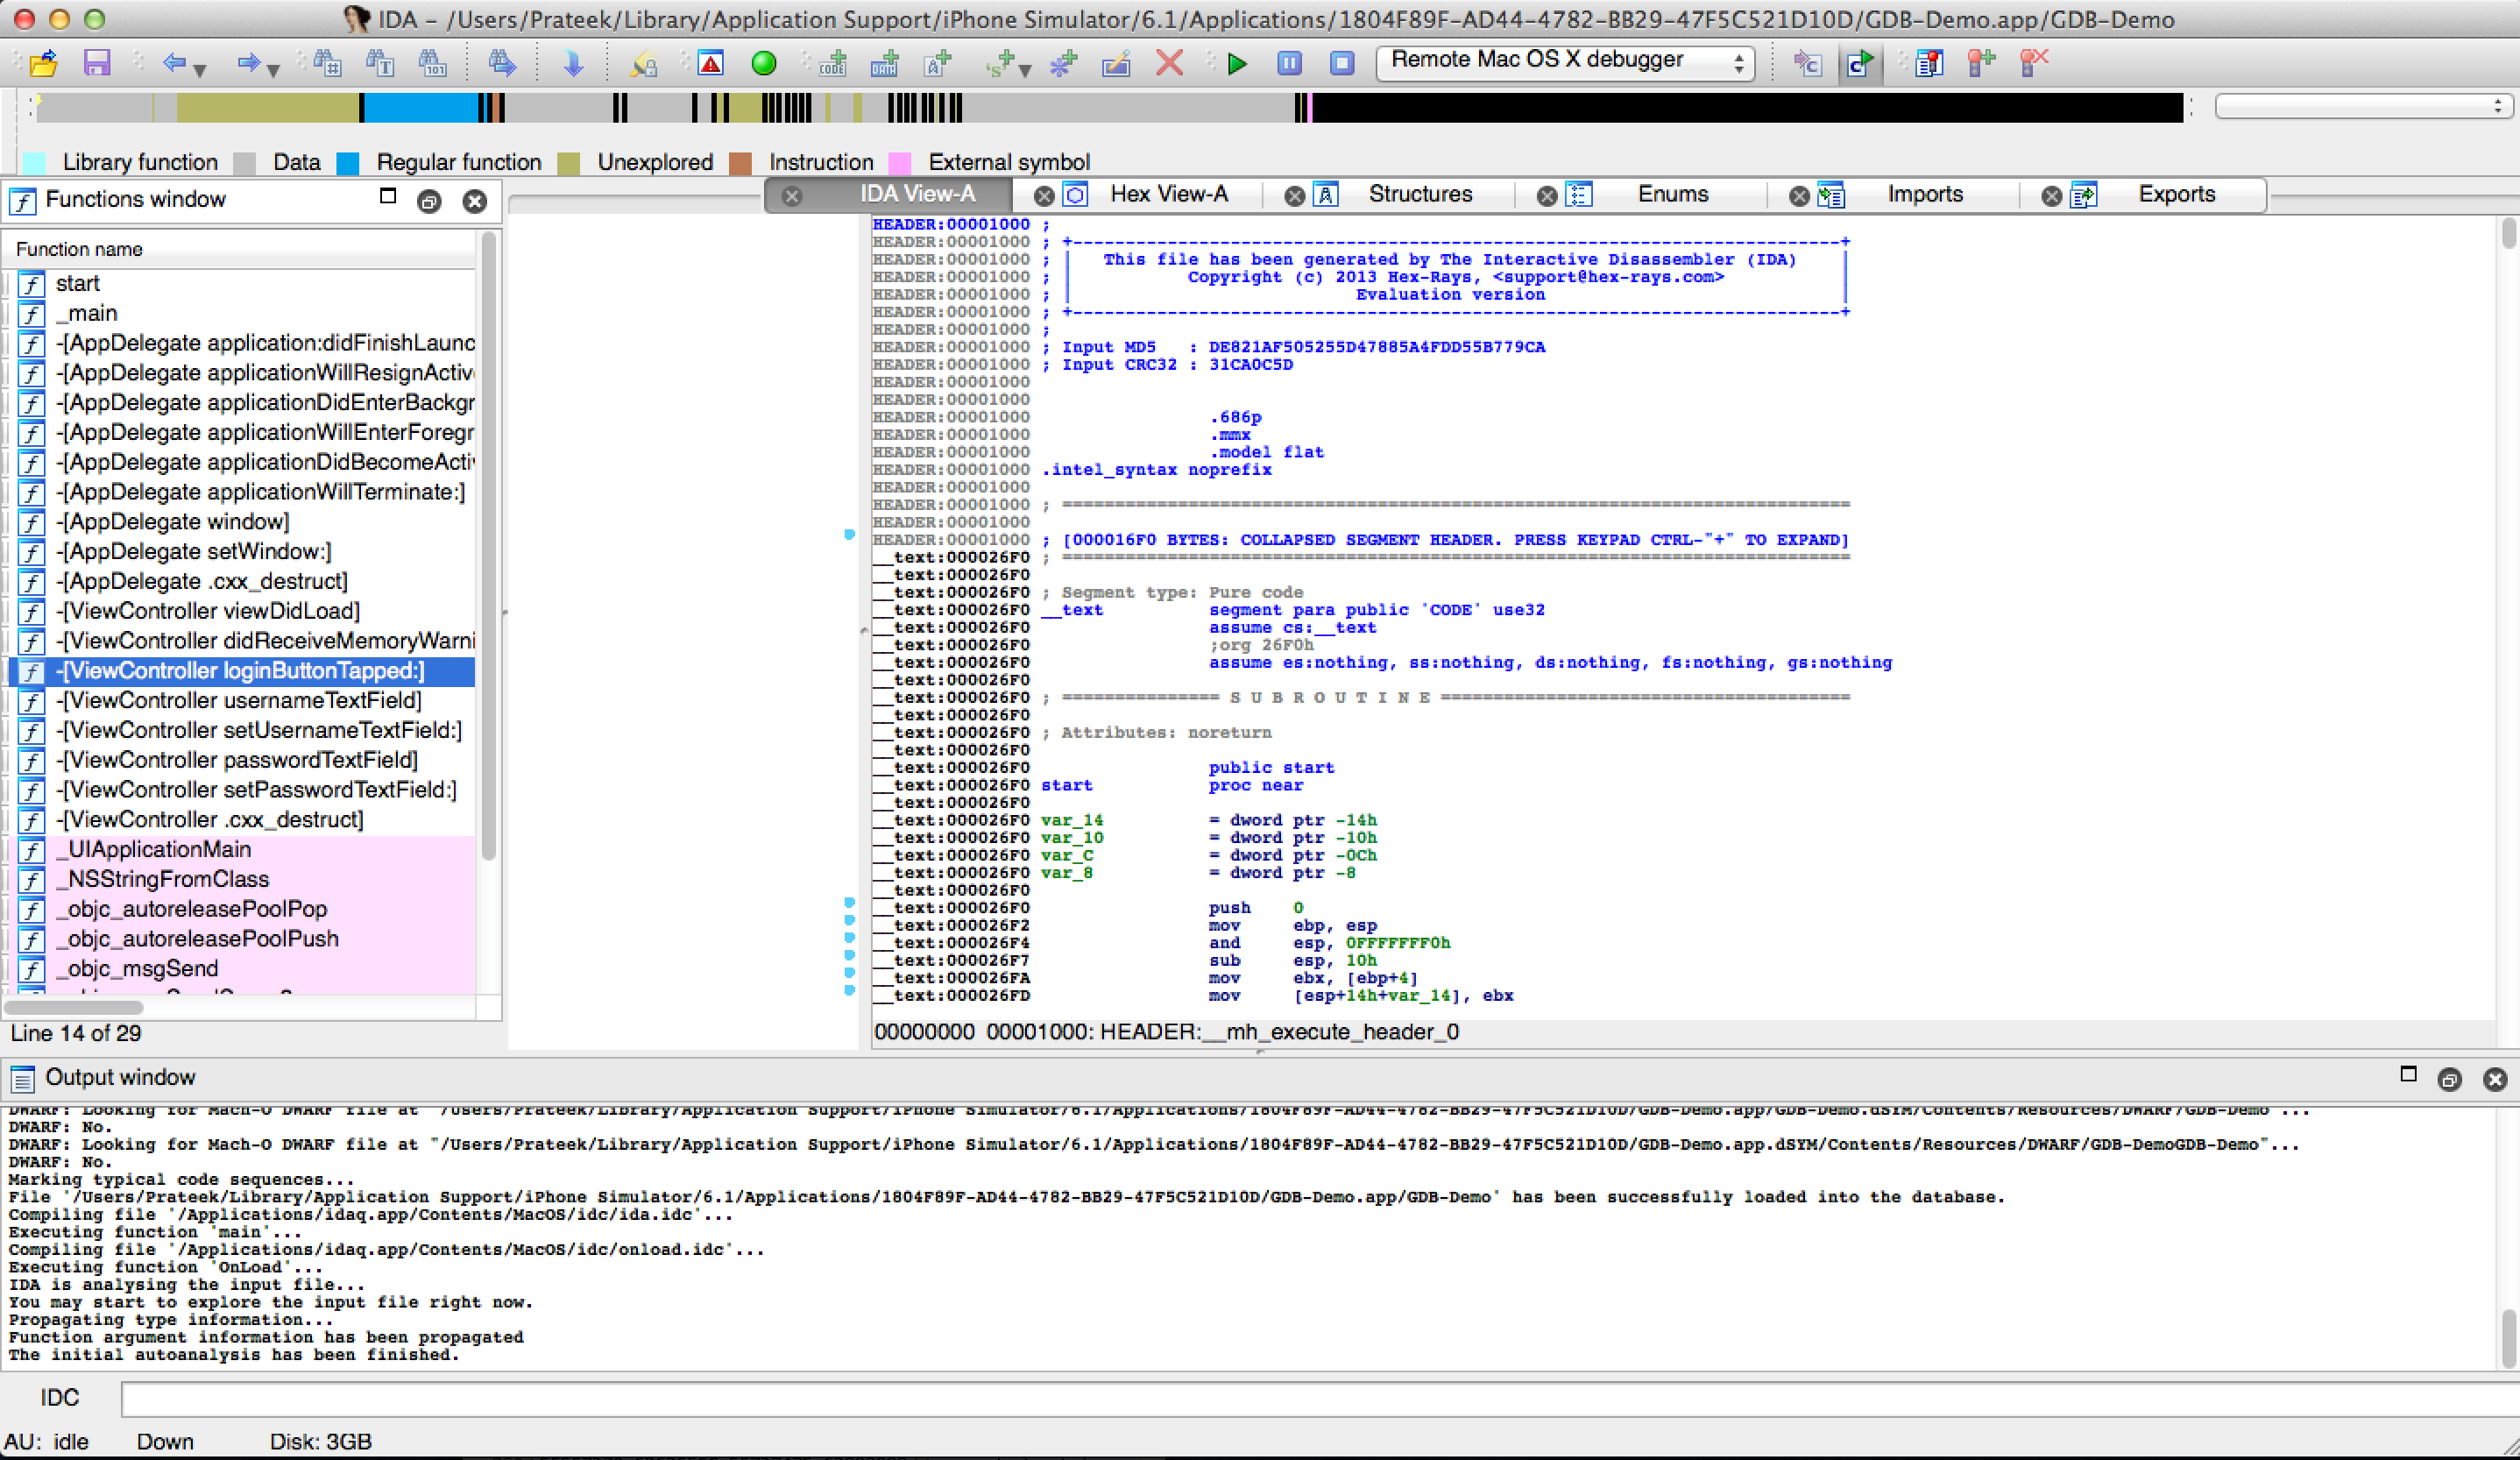 IDA – /Users/Prateek/Library/Application Support/iPhone Simulator/6.1/Applications/1804F89F-AD44-4782-BB29-47F5C521D10D/GDB-Demo.app/GDB-Demo
Remote Mac OS X debugger
Library function Data Regular function Unexplored Instruction External symbol
Functions window
Function name
start
_main
-[AppDelegate application:didFinishLaunc
-[AppDelegate applicationWillResignActiv
-[AppDelegate applicationDidEnterBackgr
-[AppDelegate applicationWillEnterForegr
-[AppDelegate applicationDidBecomeActi
-[AppDelegate applicationWillTerminate:]
-[AppDelegate window]
-[AppDelegate setWindow:]
-[AppDelegate .cxx_destruct]
-[ViewController viewDidLoad]
-[ViewController didReceiveMemoryWarni
-[ViewController loginButtonTapped:]
-[ViewController usernameTextField]
-[ViewController setUsernameTextField:]
-[ViewController passwordTextField]
-[ViewController setPasswordTextField:]
-[ViewController .cxx_destruct]
_UIApplicationMain
_NSStringFromClass
_objc_autoreleasePoolPop
_objc_autoreleasePoolPush
_objc_msgSend
Line 14 of 29
IDA View-A Hex View-A Structures Enums Imports Exports
HEADER:00001000 ;
HEADER:00001000 ; +-------------------------------------------------------------------------+
HEADER:00001000 ; | This file has been generated by The Interactive Disassembler (IDA) |
HEADER:00001000 ; | Copyright (c) 2013 Hex-Rays, <support@hex-rays.com> |
HEADER:00001000 ; | Evaluation version |
HEADER:00001000 ; +-------------------------------------------------------------------------+
HEADER:00001000 ;
HEADER:00001000 ; Input MD5 : DE821AF505255D47885A4FDD55B779CA
HEADER:00001000 ; Input CRC32 : 31CA0C5D
HEADER:00001000
HEADER:00001000
HEADER:00001000 .686p
HEADER:00001000 .mmx
HEADER:00001000 .model flat
HEADER:00001000 .intel_syntax noprefix
HEADER:00001000
HEADER:00001000 ; ===========================================================================
HEADER:00001000
HEADER:00001000 ; [000016F0 BYTES: COLLAPSED SEGMENT HEADER. PRESS KEYPAD CTRL-"+" TO EXPAND]
__text:000026F0 ; ===========================================================================
__text:000026F0
__text:000026F0 ; Segment type: Pure code
__text:000026F0 __text segment para public 'CODE' use32
__text:000026F0 assume cs:__text
__text:000026F0 ;org 26F0h
__text:000026F0 assume es:nothing, ss:nothing, ds:nothing, fs:nothing, gs:nothing
__text:000026F0
__text:000026F0 ; =============== S U B R O U T I N E =======================================
__text:000026F0
__text:000026F0 ; Attributes: noreturn
__text:000026F0
__text:000026F0 public start
__text:000026F0 start proc near
__text:000026F0
__text:000026F0 var_14 = dword ptr -14h
__text:000026F0 var_10 = dword ptr -10h
__text:000026F0 var_C = dword ptr -0Ch
__text:000026F0 var_8 = dword ptr -8
__text:000026F0
__text:000026F0 push 0
__text:000026F2 mov ebp, esp
__text:000026F4 and esp, 0FFFFFFF0h
__text:000026F7 sub esp, 10h
__text:000026FA mov ebx, [ebp+4]
__text:000026FD mov [esp+14h+var_14], ebx
00000000 00001000: HEADER:__mh_execute_header_0
Output window
DWARF: Looking for Mach-O DWARF file at "/Users/Prateek/Library/Application Support/iPhone Simulator/6.1/Applications/1804F89F-AD44-4782-BB29-47F5C521D10D/GDB-Demo.app/GDB-Demo.dSYM/Contents/Resources/DWARF/GDB-Demo"...
DWARF: No.
DWARF: Looking for Mach-O DWARF file at "/Users/Prateek/Library/Application Support/iPhone Simulator/6.1/Applications/1804F89F-AD44-4782-BB29-47F5C521D10D/GDB-Demo.app.dSYM/Contents/Resources/DWARF/GDB-DemoGDB-Demo"...
DWARF: No.
Marking typical code sequences...
File '/Users/Prateek/Library/Application Support/iPhone Simulator/6.1/Applications/1804F89F-AD44-4782-BB29-47F5C521D10D/GDB-Demo.app/GDB-Demo' has been successfully loaded into the database.
Compiling file '/Applications/idaq.app/Contents/MacOS/idc/ida.idc'...
Executing function 'main'...
Compiling file '/Applications/idaq.app/Contents/MacOS/idc/onload.idc'...
Executing function 'OnLoad'...
IDA is analysing the input file...
You may start to explore the input file right now.
Propagating type information...
Function argument information has been propagated
The initial autoanalysis has been finished.
IDC
AU: idle Down Disk: 3GB